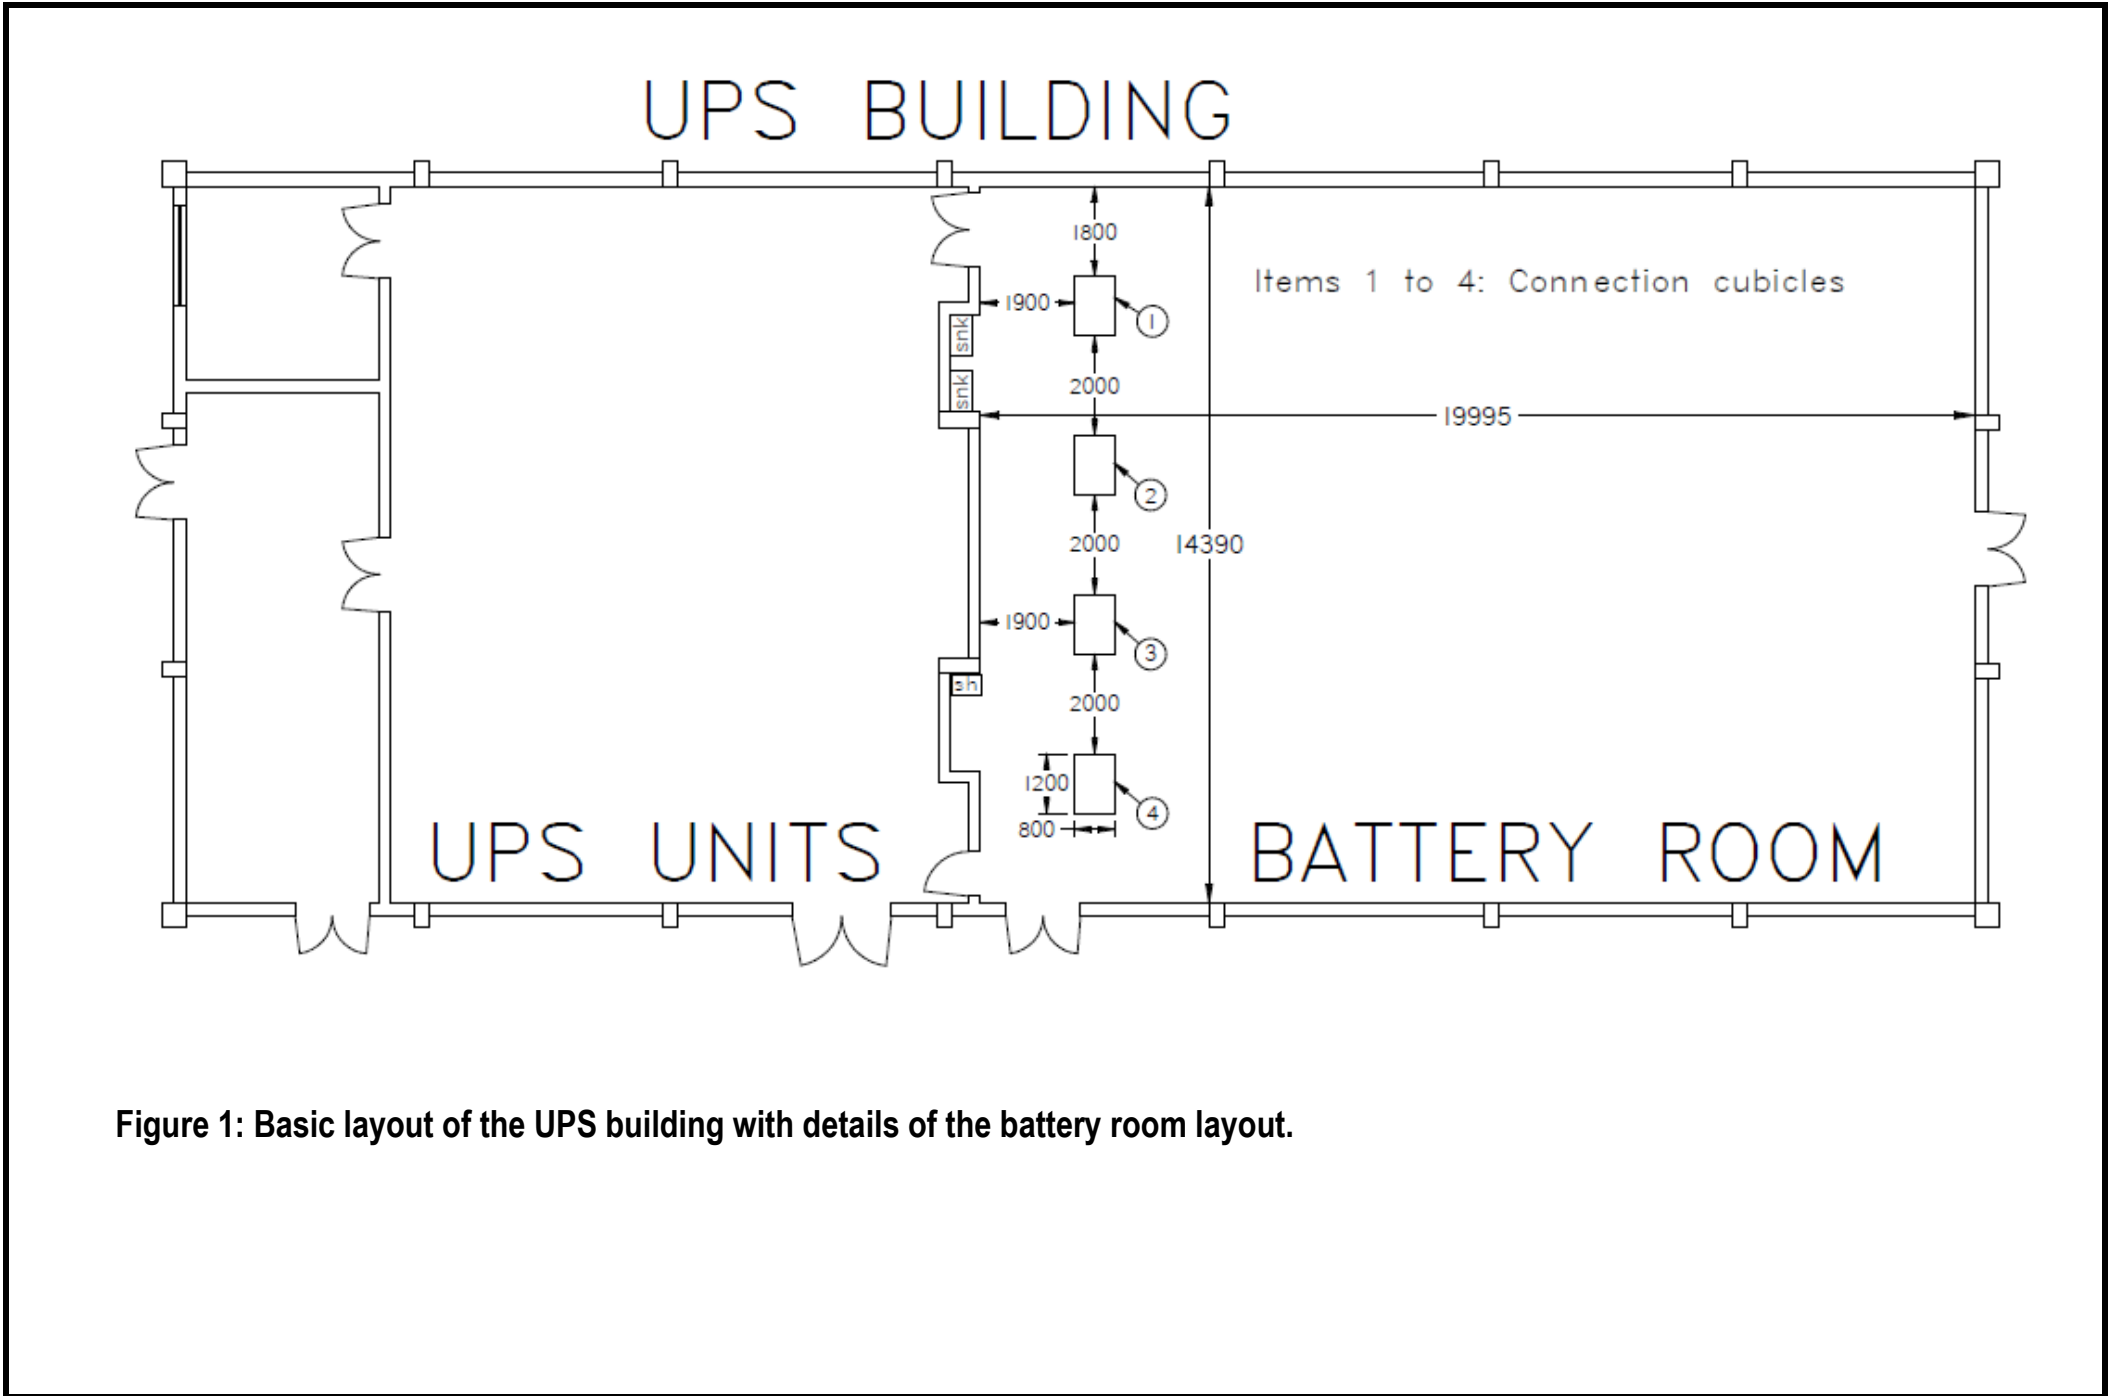 UPS BUILDING
1800
Items 1 to 4: Connection cubicles
1900
1
snk
snk
2000
19995
2
2000
14390
1900
3
sh
2000
1200
4
800
UPS UNITS
BATTERY ROOM
Figure 1: Basic layout of the UPS building with details of the battery room layout.